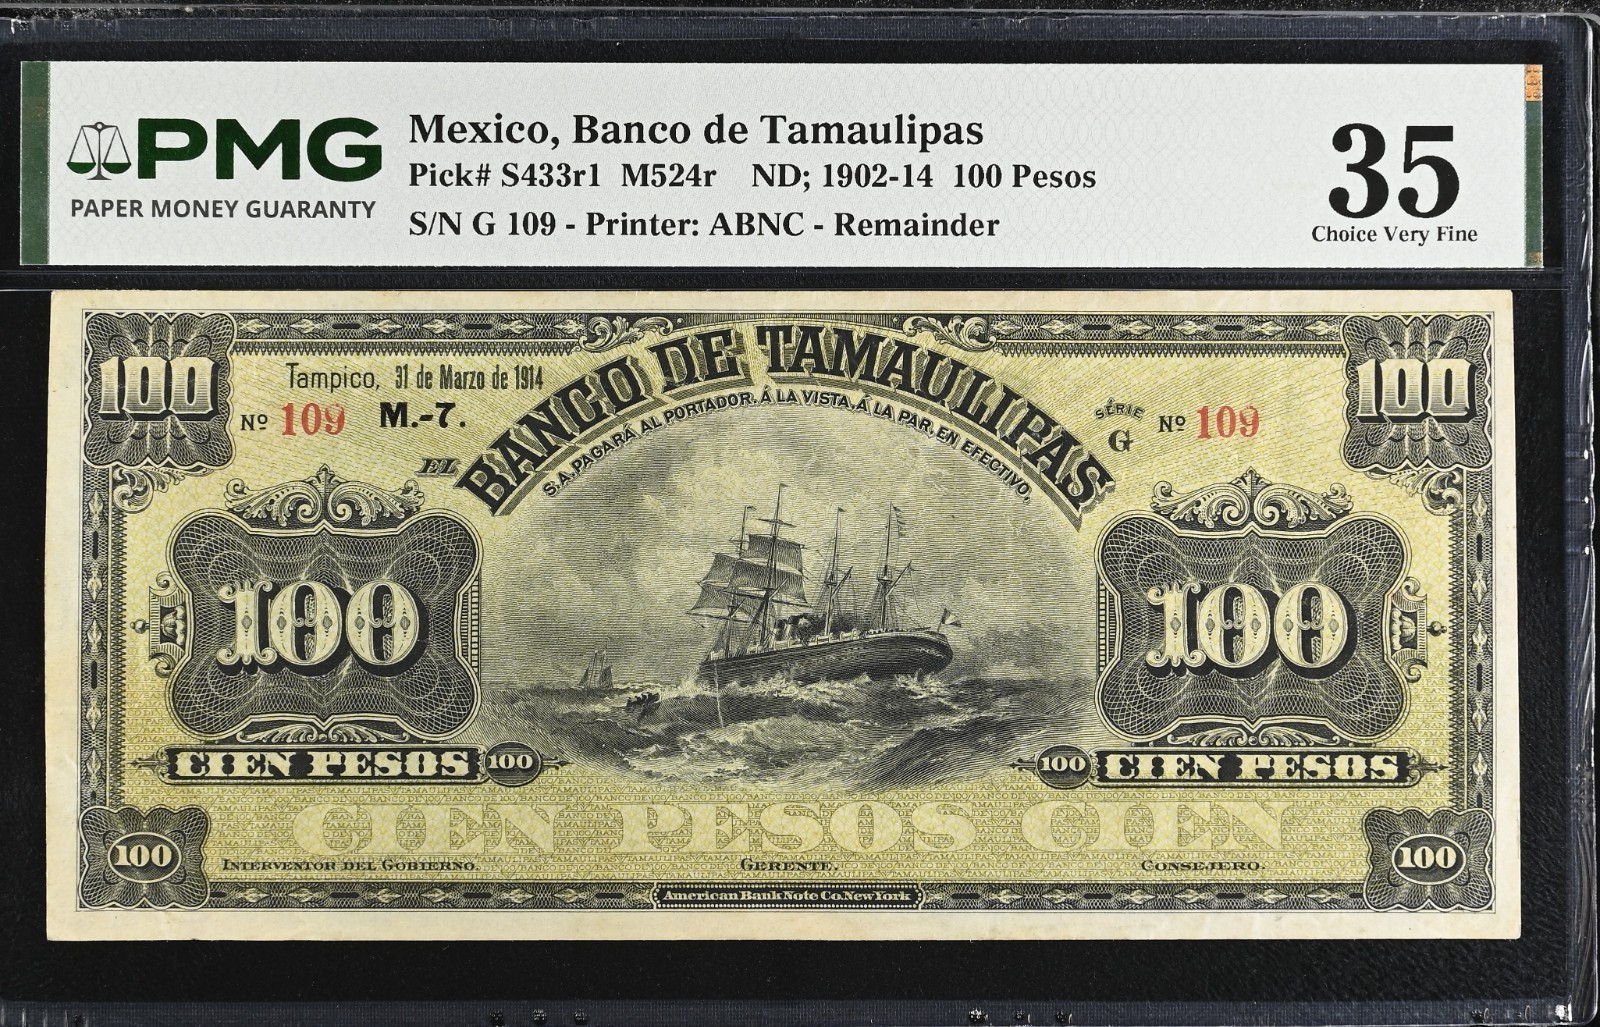 PMG
PAPER MONEY GUARANTY
Mexico, Banco de Tamaulipas
Pick# S433r1 M524r ND; 1902-14 100 Pesos
S/N G 109 - Printer: ABNC - Remainder
35
Choice Very Fine
100
100
Tampico, 31 de Marzo de 1914
Nº 109 M.-7.
EL
BANCO DE TAMAULIPAS
S.A. PAGARÁ AL PORTADOR, Á LA VISTA, Á LA PAR, EN EFECTIVO,
SÉRIE
G
Nº 109
100
100
CIEN PESOS 100
100 CIEN PESOS
CIEN PESOS CIEN
100
100
INTERVENTOR DEL GOBIERNO.
GERENTE.
CONSEJERO.
American Bank Note Co. New York